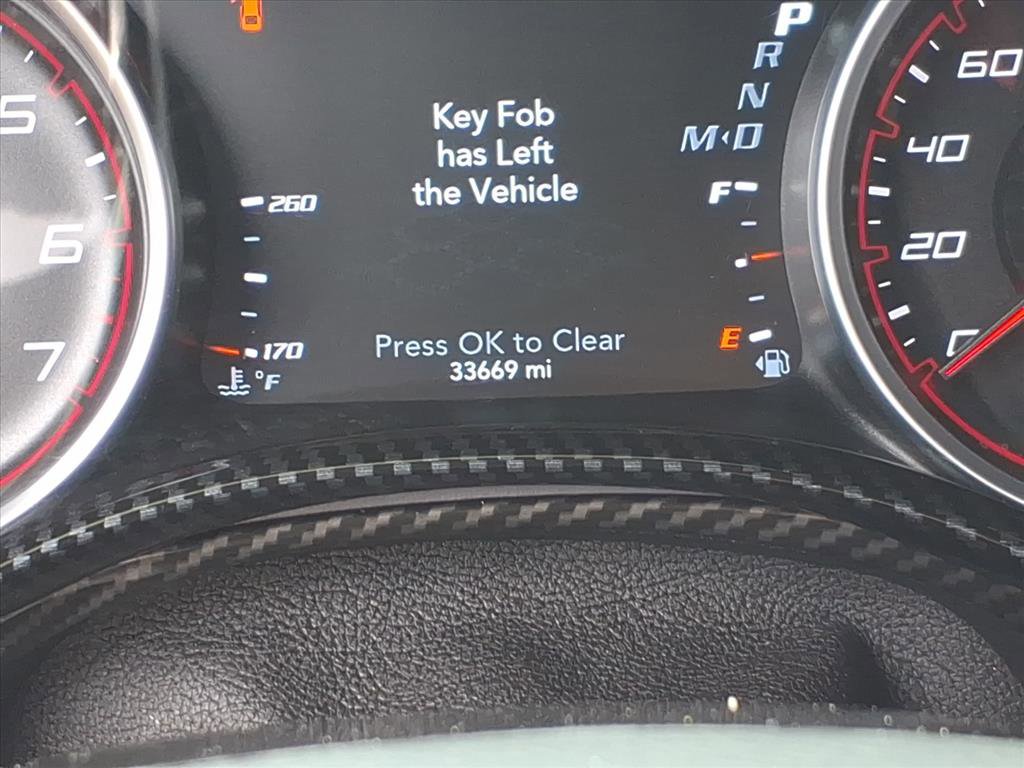 P
R
N
M◂D
Key Fob
has Left
the Vehicle
260
170
°F
F
E
Press OK to Clear
33669 mi
5
6
7
60
40
20
0